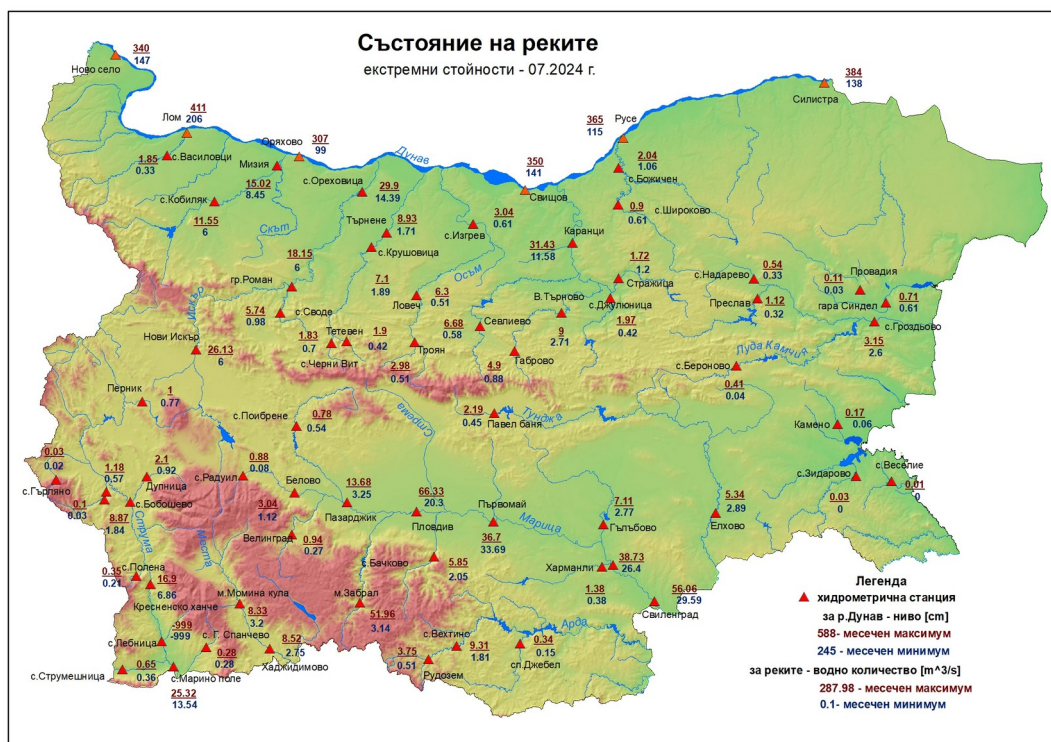 Състояние на реките
екстремни стойности - 07.2024 г.
340
147
Ново село
384
138
Силистра
411
206
Лом
365
115
Русе
307
99
Оряхово
Дунав
350
141
Свищов
1.85
0.33
с.Василовци
Мизия
15.02
8.45
с.Ореховица
29.9
14.39
2.04
1.06
с.Божичен
с.Кобиляк
11.55
6
Скът
Търнене
8.93
1.71
с.Крушовица
3.04
0.61
с.Изгрев
0.9
0.61
с.Широково
Каранци
31.43
11.58
18.15
6
гр.Роман
Искър
7.1
1.89
Осъм
6.3
0.51
Ловеч
1.72
1.2
Стражица
с.Надарево
0.54
0.33
0.11
0.03
Провадия
Преслав
1.12
0.32
гара Синдел
0.71
0.61
с.Гроздьово
3.15
2.6
5.74
0.98
с.Своде
В.Търново
9
2.71
с.Джулюница
1.97
0.42
6.68
0.58
Севлиево
Нови Искър
26.13
6
1.83
0.7
Тетевен
1.9
0.42
с.Черни Вит
Троян
2.98
0.51
Габрово
4.9
0.88
Луда Камчия
с.Бероново
0.41
0.04
Перник
1
0.77
с.Поибрене
0.78
0.54
Стряма
2.19
0.45
Павел баня
Тунджа
0.17
0.06
Камено
0.03
0.02
с.Гърляно
1.18
0.57
2.1
0.92
Дупница
0.1
0.03
с.Бобошево
8.87
1.84
Струма
с.Радуил
0.88
0.08
Белово
3.04
1.12
13.68
3.25
Пазарджик
66.33
20.3
Пловдив
Първомай
36.7
33.69
Марица
7.11
2.77
Гълъбово
5.34
2.89
Елхово
с.Зидарово
0.03
0
с.Веселие
0.01
0
Велинград
0.94
0.27
Места
с.Бачково
5.85
2.05
Харманли
38.73
26.4
1.38
0.38
56.06
29.59
Свиленград
с.Полена
0.35
0.21
16.9
6.86
Кресненско ханче
м.Момина кула
8.33
3.2
м.Забрал
51.96
3.14
-999
-999
с.Лебница
с. Г. Спанчево
0.28
0.28
8.52
2.75
Хаджидимово
с.Вехтино
9.31
1.81
3.75
0.51
Рудозем
0.34
0.15
сп.Джебел
Арда
с.Струмешница
0.65
0.36
с.Марино поле
25.32
13.54
Легенда
хидрометрична станция
за р.Дунав - ниво [cm]
588- месечен максимум
245 - месечен минимум
за реките - водно количество [m^3/s]
287.98 - месечен максимум
0.1- месечен минимум